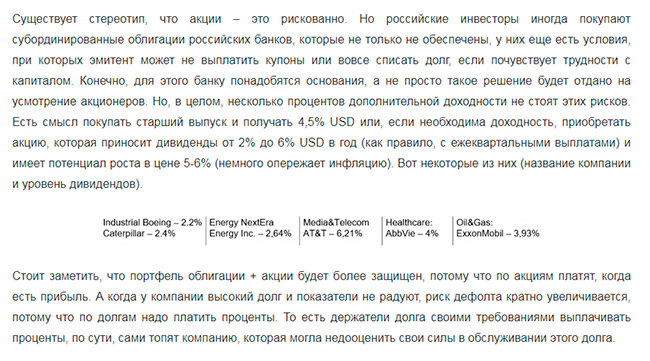 Существует стереотип, что акции – это рискованно. Но российские инвесторы иногда покупают
субординированные облигации российских банков, которые не только не обеспечены, у них еще есть условия,
при которых эмитент может не выплатить купоны или вовсе списать долг, если почувствует трудности с
капиталом. Конечно, для этого банку понадобятся основания, а не просто такое решение будет отдано на
усмотрение акционеров. Но, в целом, несколько процентов дополнительной доходности не стоят этих рисков.
Есть смысл покупать старший выпуск и получать 4,5% USD или, если необходима доходность, приобретать
акцию, которая приносит дивиденды от 2% до 6% USD в год (как правило, с ежеквартальными выплатами) и
имеет потенциал роста в цене 5-6% (немного опережает инфляцию). Вот некоторые из них (название компании
и уровень дивидендов).
Industrial Boeing – 2.2% Energy NextEra Media&Telecom Healthcare: Oil&Gas:
Caterpillar – 2.4% Energy Inc. – 2,64% AT&T – 6,21% AbbVie – 4% ExxonMobil – 3,93%
Стоит заметить, что портфель облигации + акции будет более защищен, потому что по акциям платят, когда
есть прибыль. А когда у компании высокий долг и показатели не радуют, риск дефолта кратно увеличивается,
потому что по долгам надо платить проценты. То есть держатели долга своими требованиями выплачивать
проценты, по сути, сами топят компанию, которая могла недооценить свои силы в обслуживании этого долга.